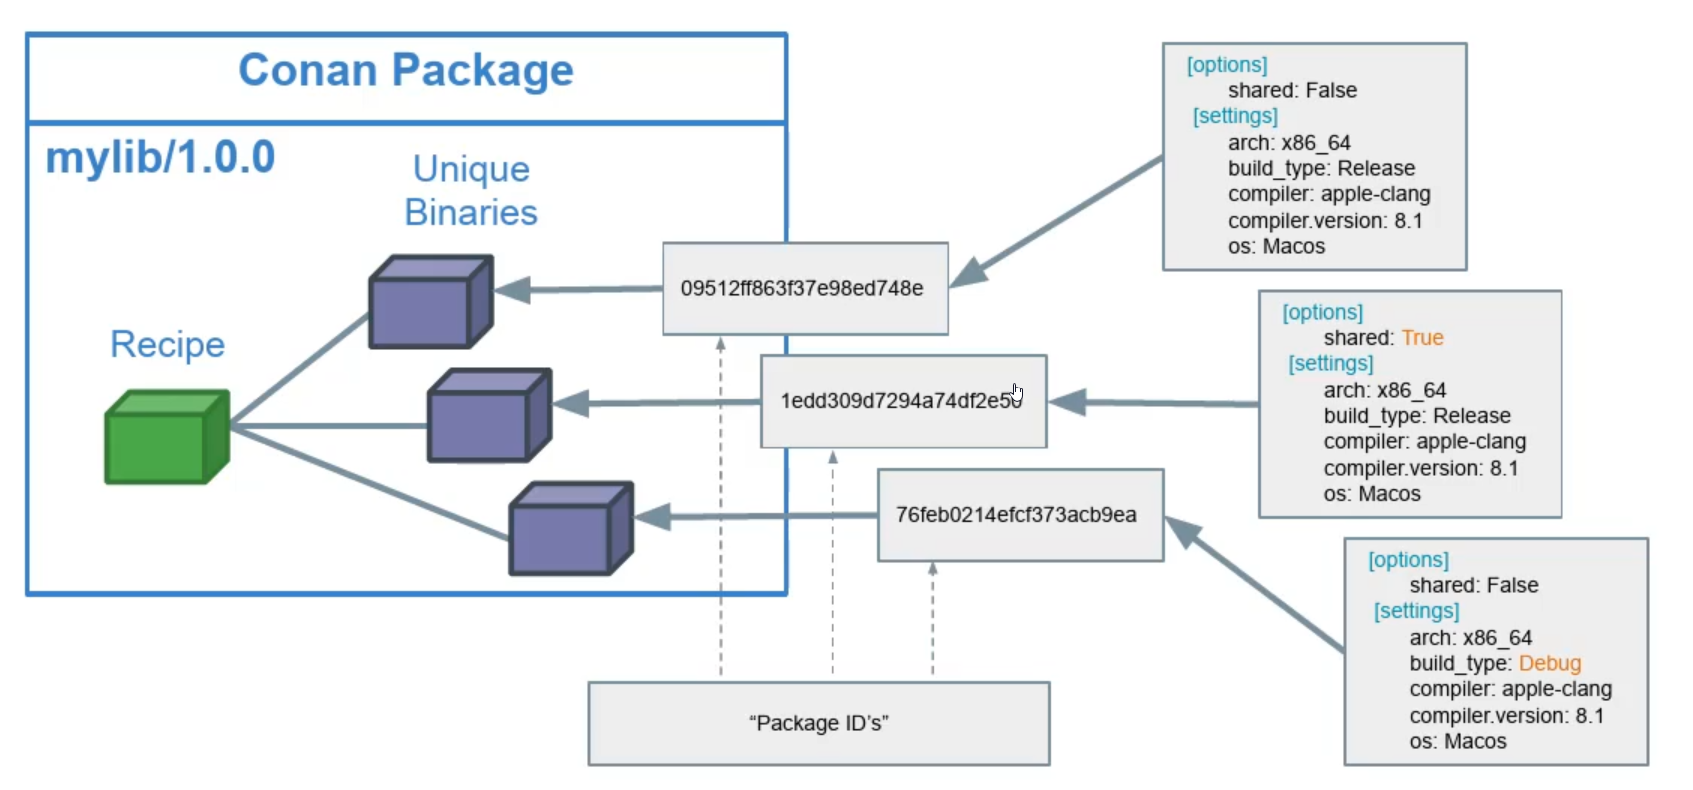 Conan Package
mylib/1.0.0
Unique
Binaries
Recipe
09512ff863f37e98ed748e
1edd309d7294a74df2e50
76feb0214efcf373acb9ea
“Package ID’s”
[options]
shared: False
[settings]
arch: x86_64
build_type: Release
compiler: apple-clang
compiler.version: 8.1
os: Macos
[options]
shared: True
[settings]
arch: x86_64
build_type: Release
compiler: apple-clang
compiler.version: 8.1
os: Macos
[options]
shared: False
[settings]
arch: x86_64
build_type: Debug
compiler: apple-clang
compiler.version: 8.1
os: Macos